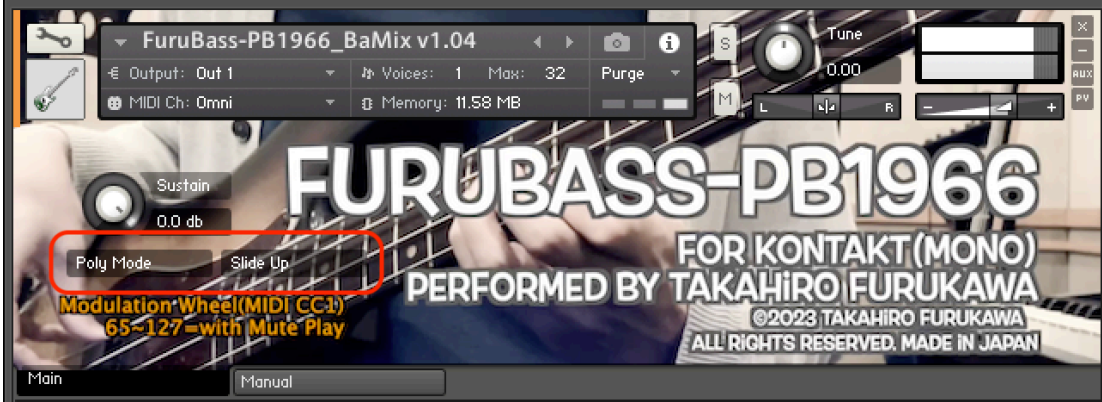 FuruBass-PB1966_BaMix v1.04
Output: Out 1
Voices: 1 Max: 32
Purge
MIDI Ch: Omni
Memory: 11.58 MB
S
M
Tune
0.00
L R
- +
x
-
AUX
PV
Sustain
0.0 db
Poly Mode
Slide Up
Modulation Wheel(MIDI CC1)
65~127=with Mute Play
FURUBASS-PB1966
FOR KONTAKT(MONO)
PERFORMED BY TAKAHiRO FURUKAWA
©2023 TAKAHiRO FURUKAWA
ALL RiGHTS RESERVED. MADE iN JAPAN
Main
Manual